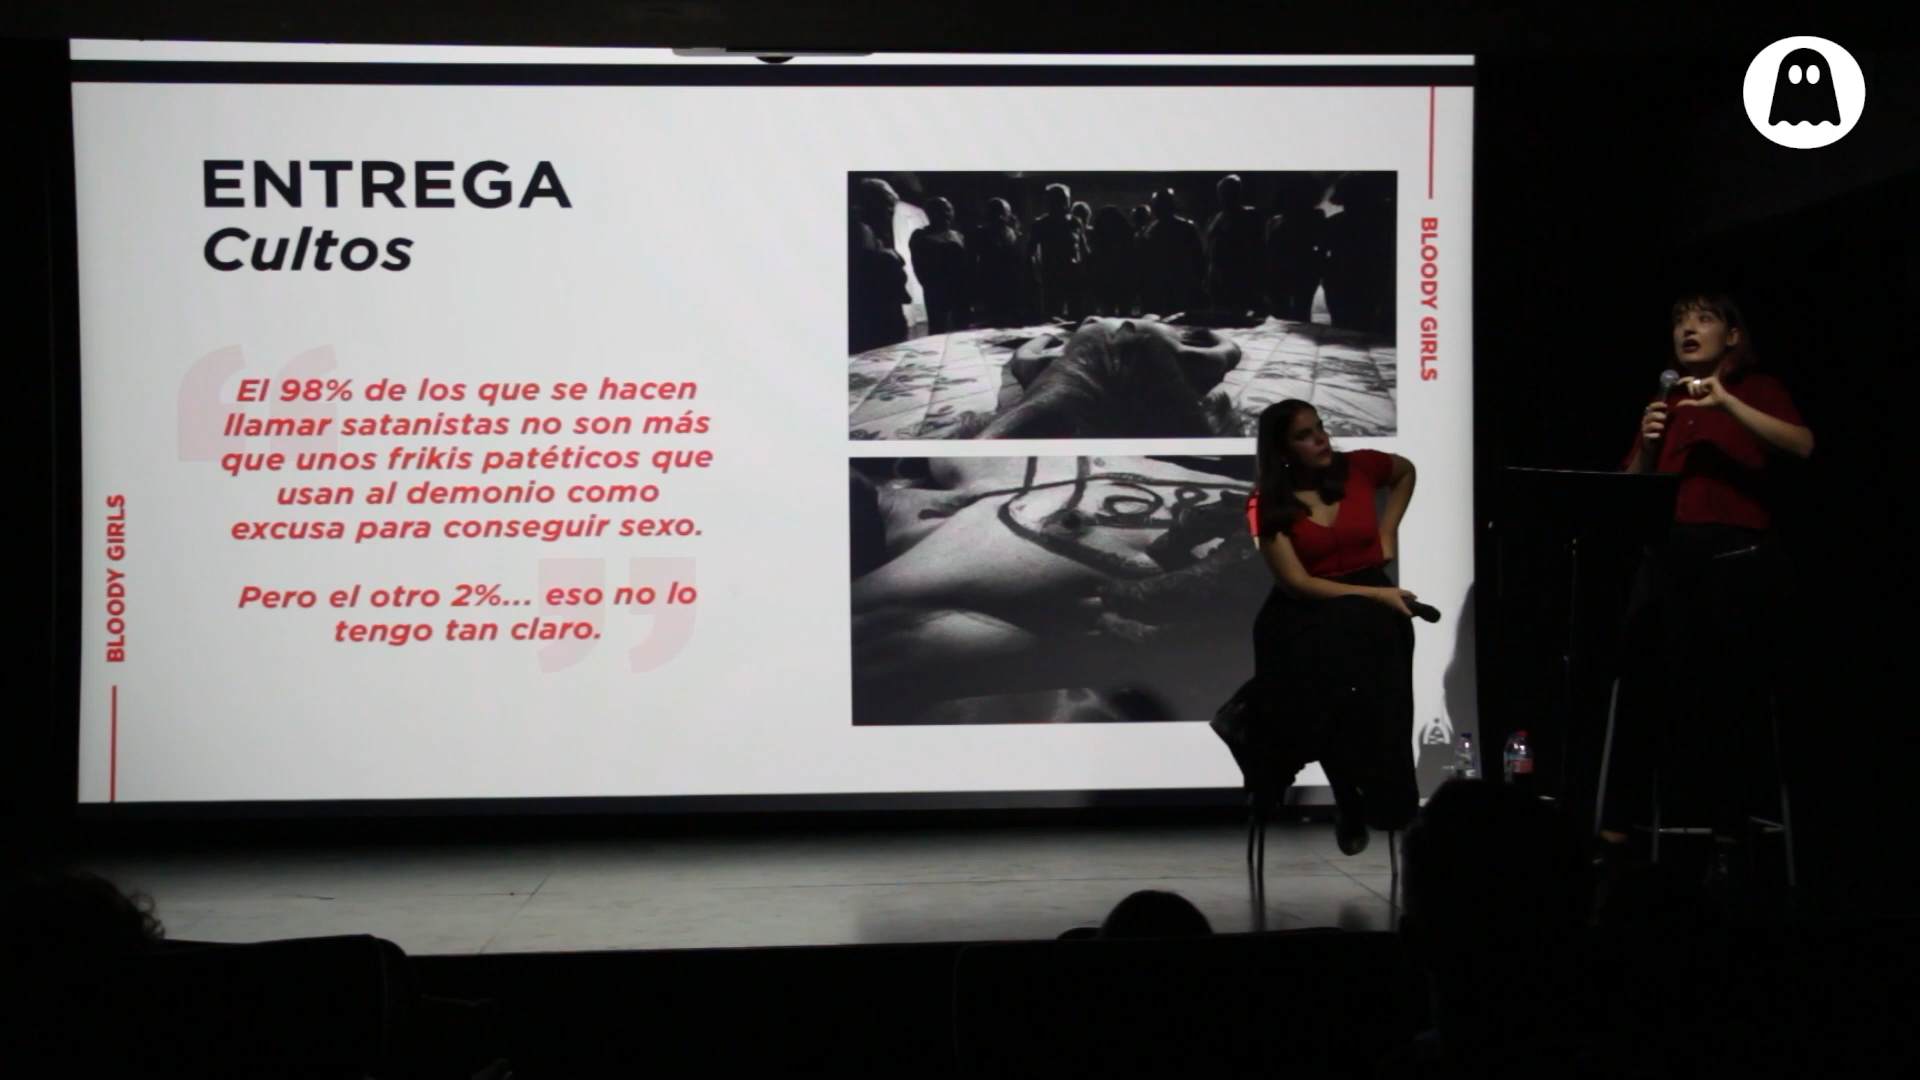 ENTREGA
Cultos
El 98% de los que se hacen
llamar satanistas no son más
que unos frikis patéticos que
usan al demonio como
excusa para conseguir sexo.
Pero el otro 2%... eso no lo
tengo tan claro.
BLOODY GIRLS
BLOODY GIRLS